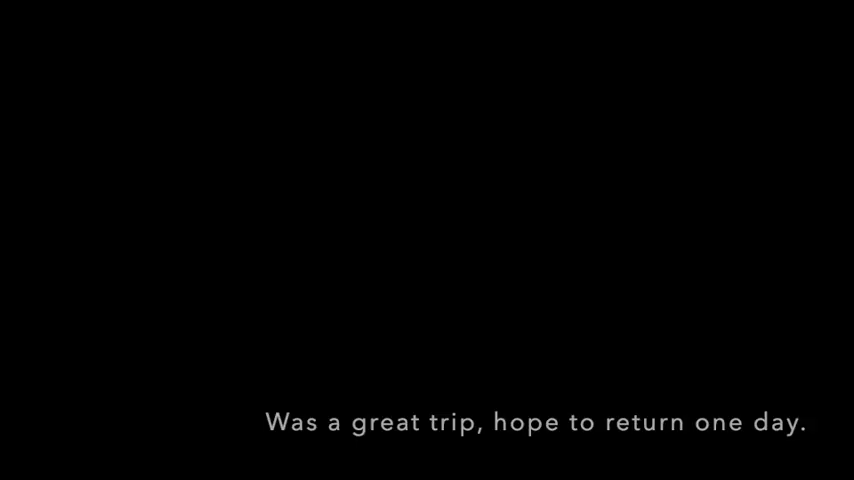 Was a great trip, hope to return one day.